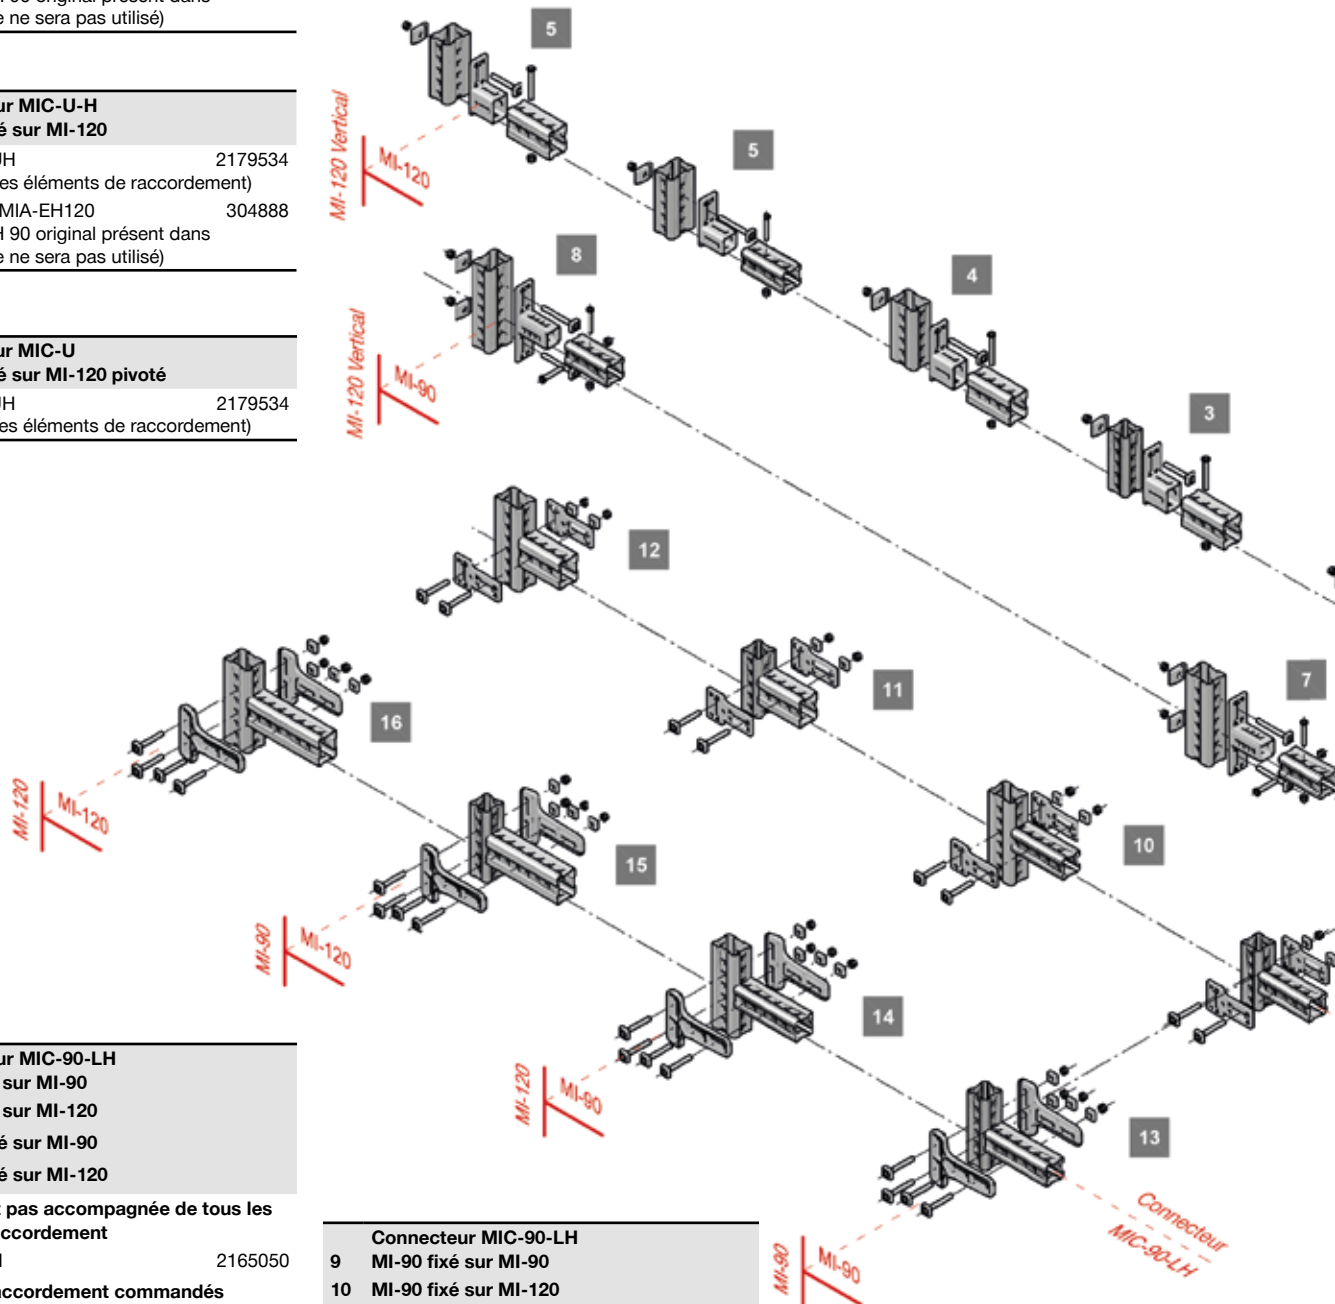 e ne sera pas utilisé)
ur MIC-U-H
é sur MI-120
2179534
es éléments de raccordement)
MIA-EH120 304888
H 90 original présent dans
e ne sera pas utilisé)
ur MIC-U
é sur MI-120 pivoté
2179534
es éléments de raccordement)
5
MI-120 Vertical
MI-120
5
8
4
MI-120 Vertical
MI-90
3
12
11
7
16
MI-120
MI-120
15
10
MI-90
MI-120
14
MI-120
MI-90
13
Connecteur
MIC-90-LH
MI-90
MI-90
ur MIC-90-LH
sur MI-90
sur MI-120
é sur MI-90
é sur MI-120
pas accompagnée de tous les
ccordement
2165050
accordement commandés
Connecteur MIC-90-LH
9 MI-90 fixé sur MI-90
10 MI-90 fixé sur MI-120